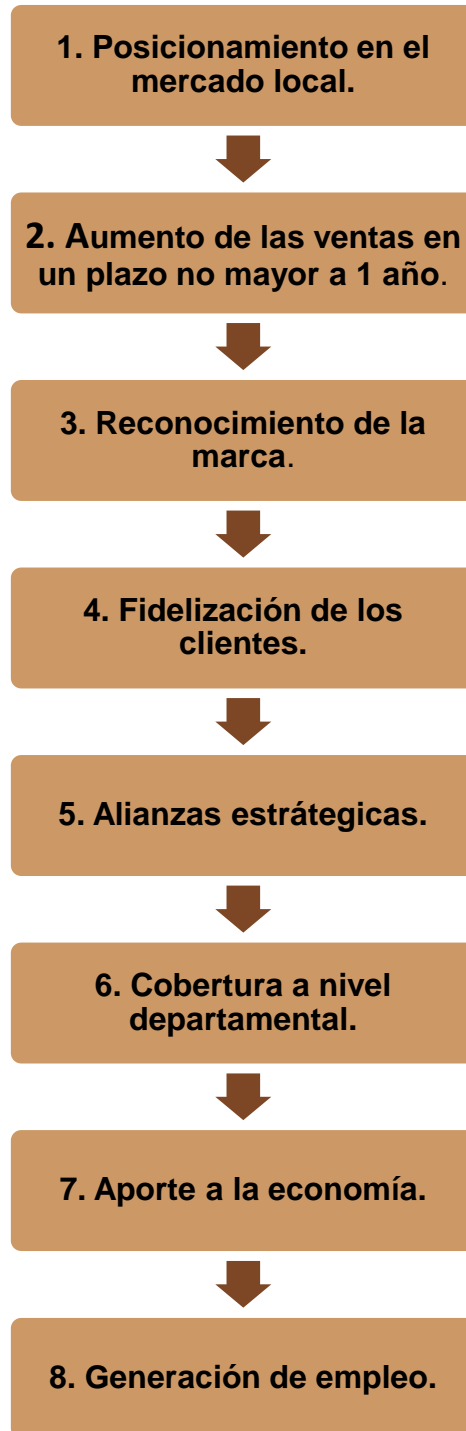 1. Posicionamiento en el
mercado local.
2. Aumento de las ventas en
un plazo no mayor a 1 año.
3. Reconocimiento de la
marca.
4. Fidelización de los
clientes.
5. Alianzas estrátegicas.
6. Cobertura a nivel
departamental.
7. Aporte a la economía.
8. Generación de empleo.